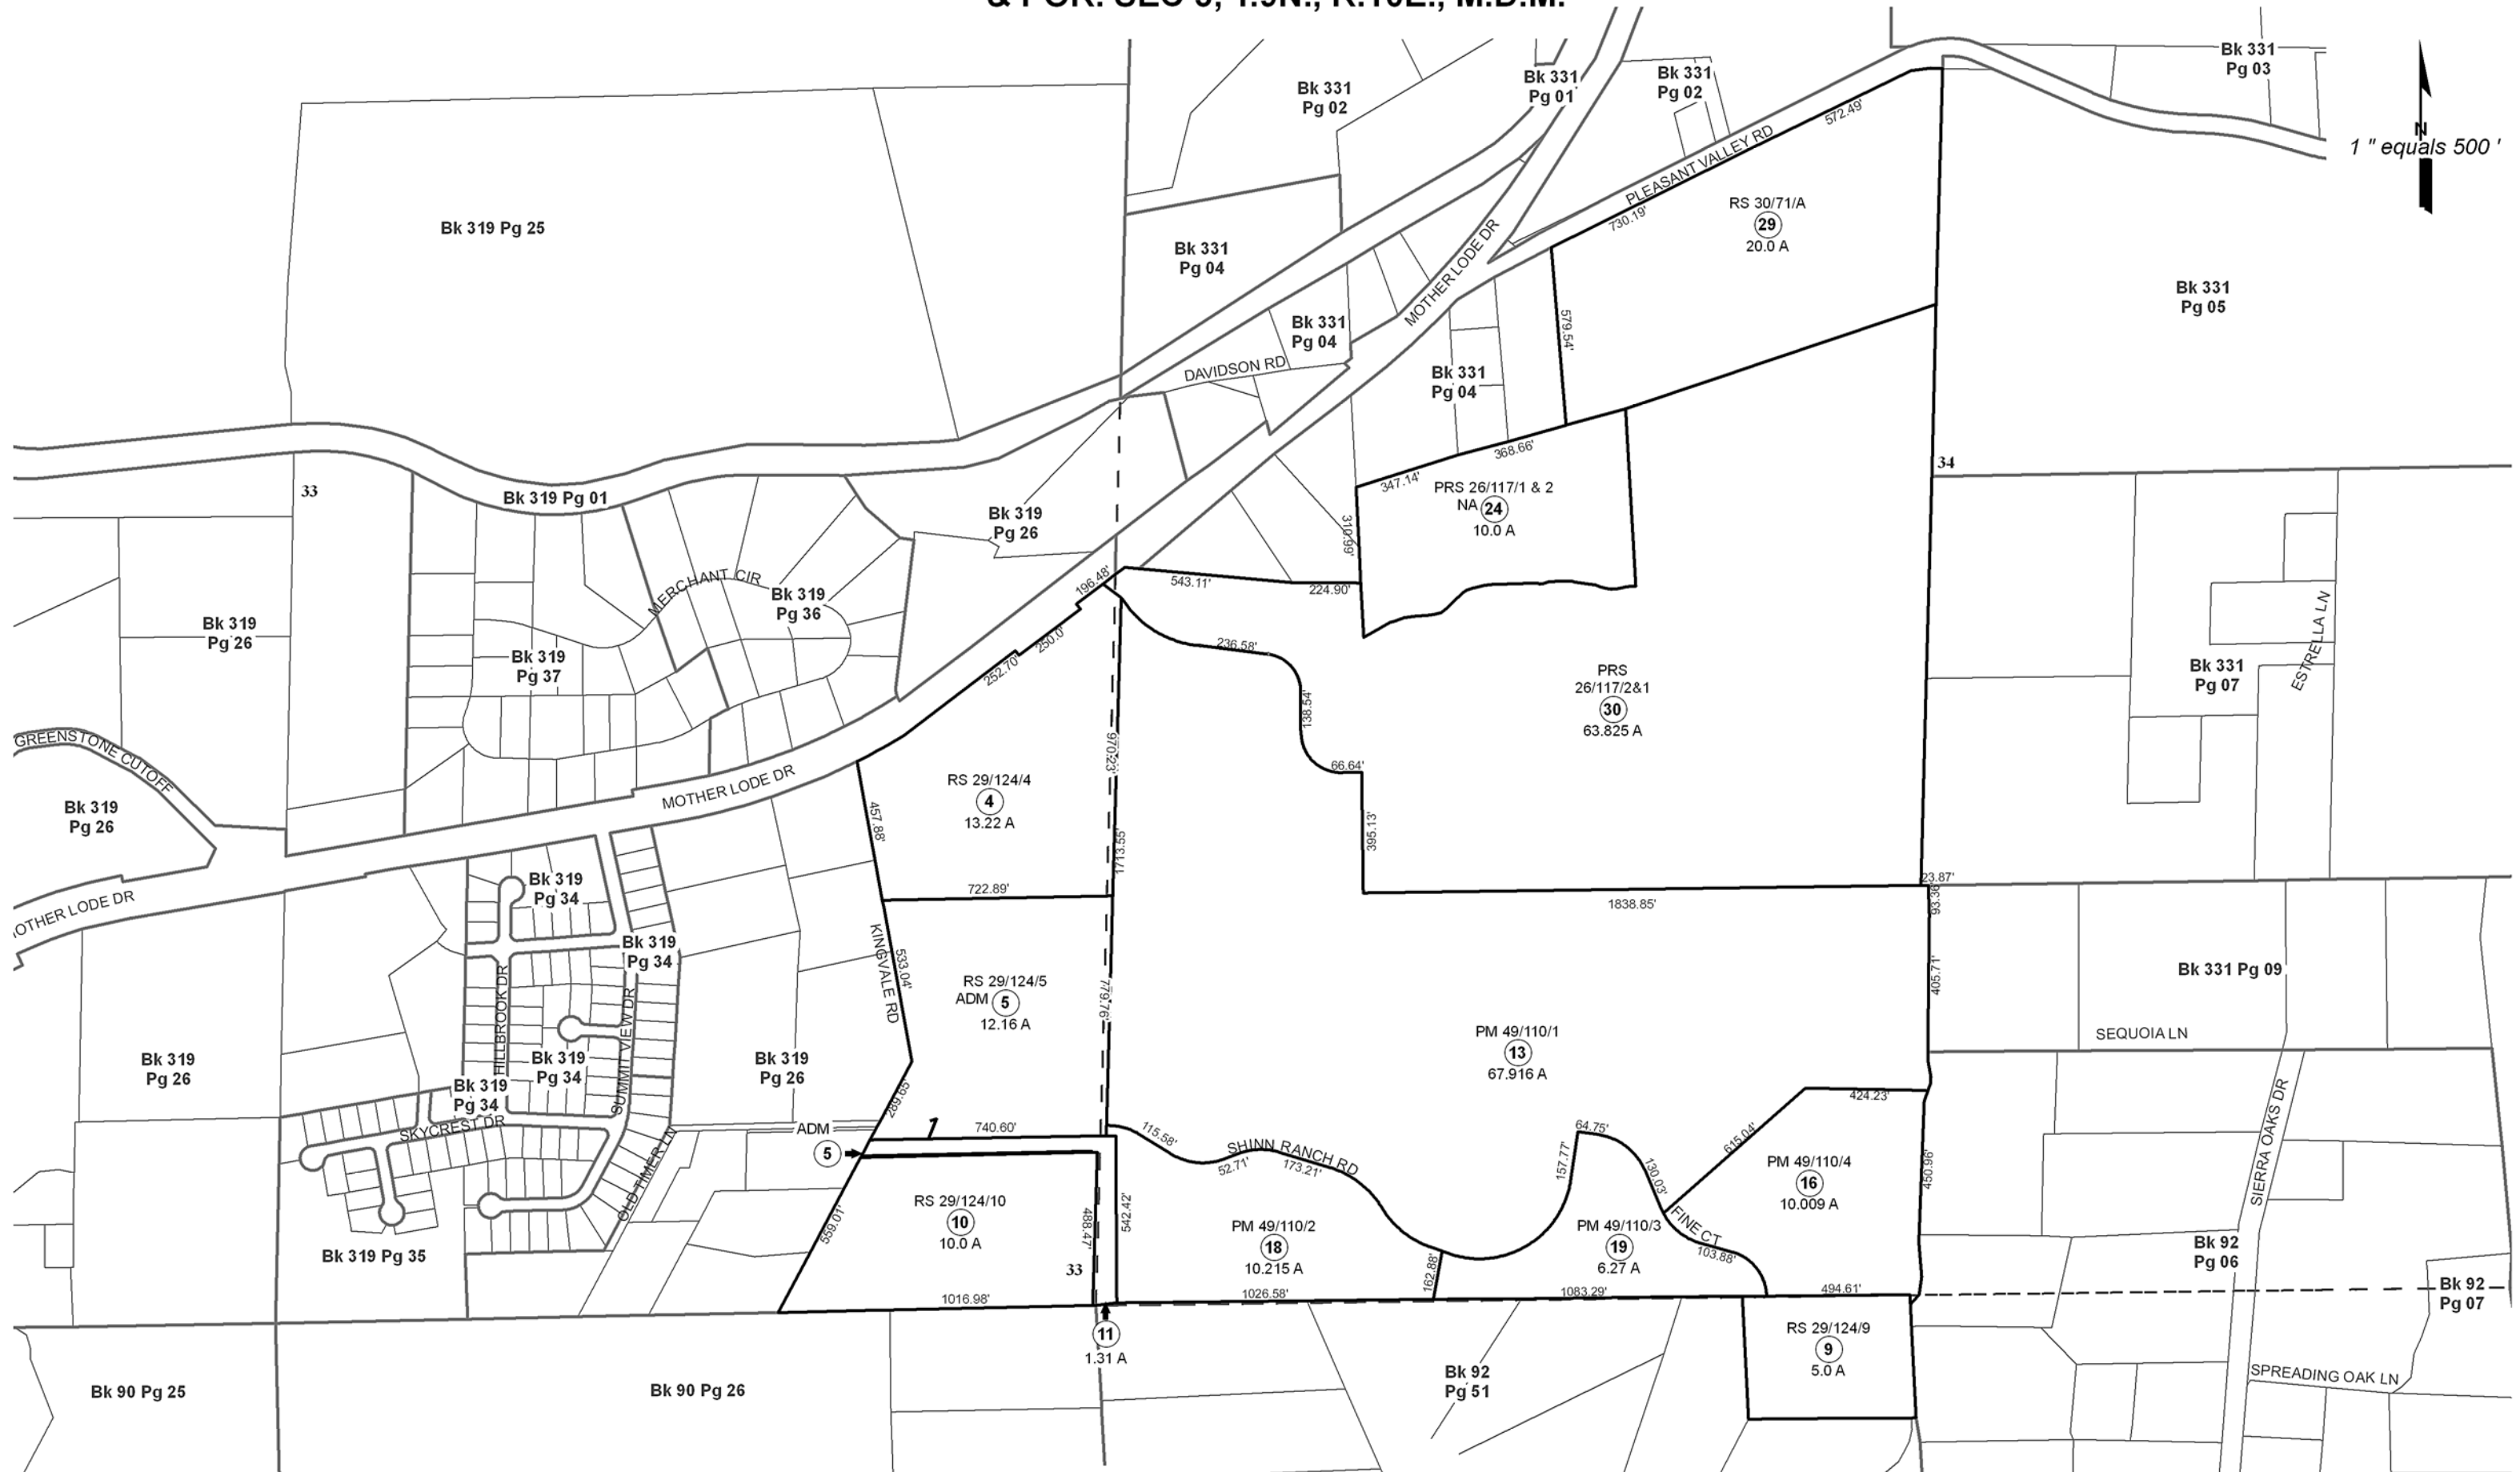 & POR. SEC 3, T.9N., R.10E., M.D.M.
Bk 331
Pg 03
Bk 331
Pg 02
Bk 331
Pg 01
Bk 331
Pg 02
N
1 " equals 500 '
572.49'
PLEASANT VALLEY RD
730.19'
RS 30/71/A
29
20.0 A
Bk 319 Pg 25
Bk 331
Pg 04
MOTHER LODE DR
Bk 331
Pg 05
Bk 331
Pg 04
579.54'
DAVIDSON RD
Bk 331
Pg 04
368.66'
347.14'
34
33
Bk 319 Pg 01
PRS 26/117/1 & 2
NA 24
10.0 A
310.99'
Bk 319
Pg 26
196.48'
543.11'
224.90'
MERCHANT CIR
Bk 319
Pg 36
Bk 319
Pg 26
Bk 319
Pg 37
250.0'
252.70'
236.58'
138.54'
66.64'
395.13'
PRS
26/117/2&1
30
63.825 A
Bk 331
Pg 07
ESTRELLA LN
GREENSTONE CUTOFF
970.23'
MOTHER LODE DR
RS 29/124/4
4
13.22 A
457.88'
Bk 319
Pg 26
1713.55'
722.89'
1838.85'
23.87'
93.36'
Bk 319
Pg 34
OTHER LODE DR
Bk 319
Pg 34
KINGVALE RD
533.04'
RS 29/124/5
ADM 5
12.16 A
779.76'
405.71'
Bk 331 Pg 09
SEQUOIA LN
HILLBROOK DR
SUMMIT VIEW DR
PM 49/110/1
13
67.916 A
Bk 319
Pg 26
Bk 319
Pg 34
Bk 319
Pg 26
Bk 319
Pg 34
289.65'
424.23'
SKYCREST DR
ADM
1
740.60'
5
115.58'
SHINN RANCH RD
52.71'
173.21'
64.75'
157.77'
130.03'
615.04'
PM 49/110/4
16
10.009 A
450.96'
SIERRA OAKS DR
OLD TIMER LN
559.01'
RS 29/124/10
10
10.0 A
488.47'
542.42'
33
PM 49/110/2
18
10.215 A
162.88'
PM 49/110/3
19
6.27 A
FINE CT
103.88'
Bk 319 Pg 35
Bk 92
Pg 06
Bk 92
Pg 07
1016.98'
1026.58'
1083.29'
494.61'
11
1.31 A
RS 29/124/9
9
5.0 A
Bk 90 Pg 25
Bk 90 Pg 26
Bk 92
Pg 51
SPREADING OAK LN